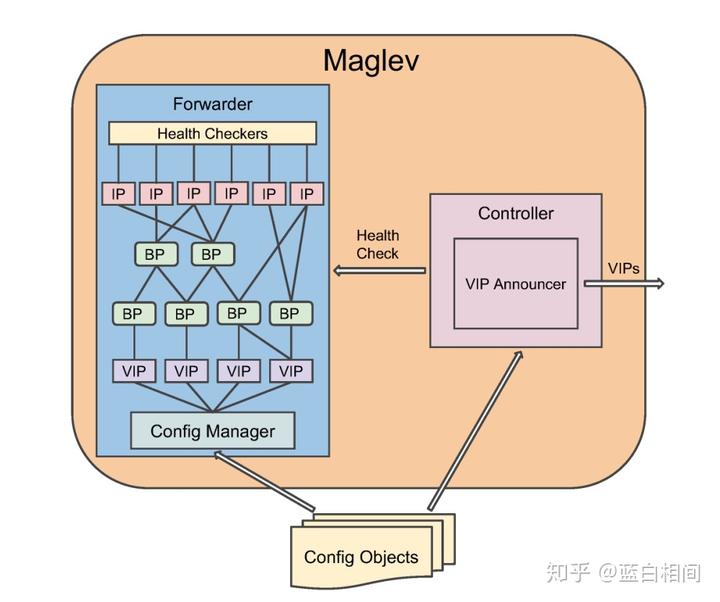 Maglev
Forwarder
Health Checkers
IP IP IP IP IP IP
BP BP
BP BP BP BP
VIP VIP VIP VIP
Config Manager
Health
Check
Controller
VIP Announcer
VIPs
Config Objects
知乎 @蓝白相间